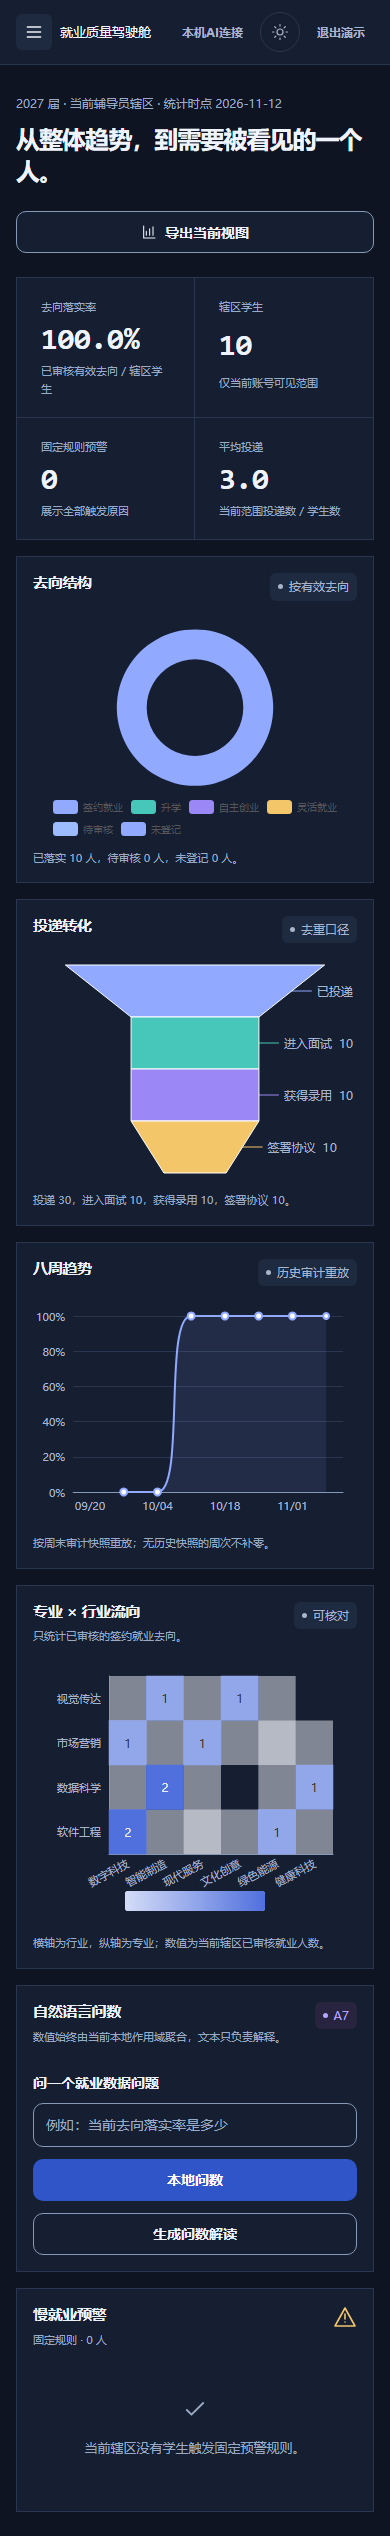 就业质量驾驶舱
本机AI连接
退出演示
2027 届 · 当前辅导员辖区 · 统计时点 2026-11-12
从整体趋势，到需要被看见的一个
人。
导出当前视图
去向落实率
100.0%
已审核有效去向 / 辖区学
生
辖区学生
10
仅当前账号可见范围
固定规则预警
0
展示全部触发原因
平均投递
3.0
当前范围投递数 / 学生数
去向结构
按有效去向
签约就业
升学
自主创业
灵活就业
待审核
未登记
已落实 10 人，待审核 0 人，未登记 0 人。
投递转化
去重口径
已投递
进入面试 10
获得录用 10
签署协议 10
投递 30，进入面试 10，获得录用 10，签署协议 10。
八周趋势
历史审计重放
100%
80%
60%
40%
20%
0%
09/20
10/04
10/18
11/01
按周末审计快照重放；无历史快照的周次不补零。
专业 × 行业流向
可核对
只统计已审核的签约就业去向。
视觉传达
1
1
市场营销
1
1
数据科学
2
1
软件工程
2
1
数字科技
智能制造
现代服务
文化创意
绿色能源
健康科技
横轴为行业，纵轴为专业；数值为当前辖区已审核就业人数。
自然语言问数
A7
数值始终由当前本地作用域聚合，文本只负责解释。
问一个就业数据问题
例如：当前去向落实率是多少
本地问数
生成问数解读
慢就业预警
固定规则 · 0 人
当前辖区没有学生触发固定预警规则。